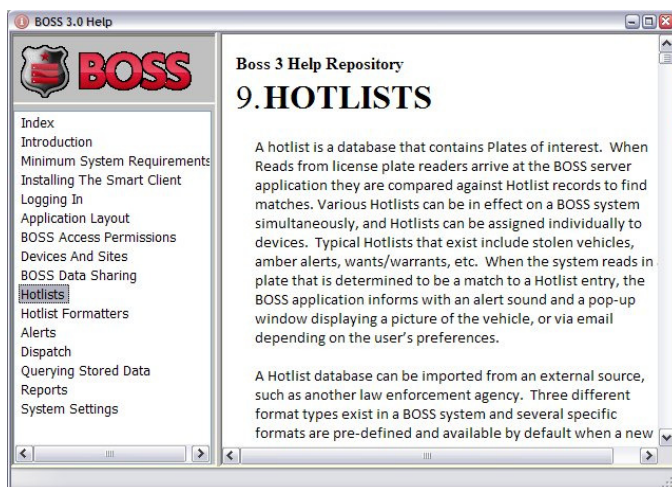 BOSS 3.0 Help
BOSS
Index
Introduction
Minimum System Requirements
Installing The Smart Client
Logging In
Application Layout
BOSS Access Permissions
Devices And Sites
BOSS Data Sharing
Hotlists
Hotlist Formatters
Alerts
Dispatch
Querying Stored Data
Reports
System Settings
Boss 3 Help Repository
9.HOTLISTS
A hotlist is a database that contains Plates of interest. When
Reads from license plate readers arrive at the BOSS server
application they are compared against Hotlist records to find
matches. Various Hotlists can be in effect on a BOSS system
simultaneously, and Hotlists can be assigned individually to
devices. Typical Hotlists that exist include stolen vehicles,
amber alerts, wants/warrants, etc. When the system reads in
plate that is determined to be a match to a Hotlist entry, the
BOSS application informs with an alert sound and a pop-up
window displaying a picture of the vehicle, or via email
depending on the user's preferences.
A Hotlist database can be imported from an external source,
such as another law enforcement agency. Three different
format types exist in a BOSS system and several specific
formats are pre-defined and available by default when a new